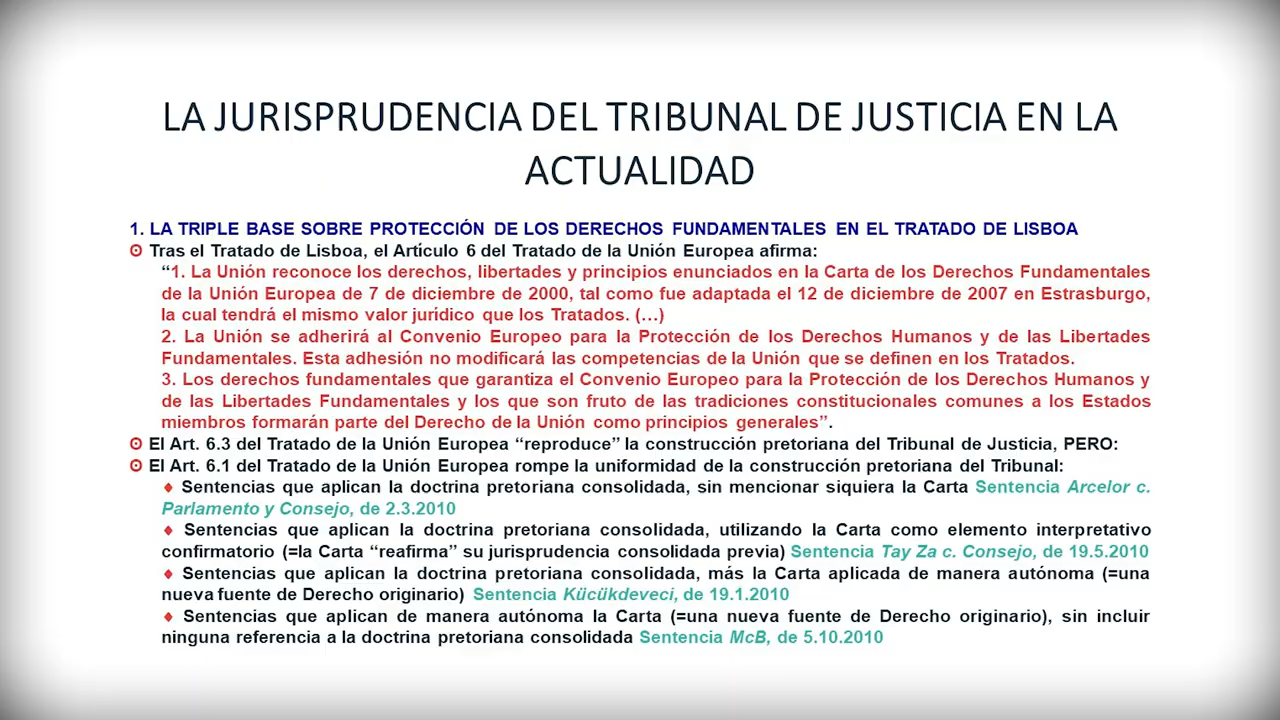 LA JURISPRUDENCIA DEL TRIBUNAL DE JUSTICIA EN LA
ACTUALIDAD
1. LA TRIPLE BASE SOBRE PROTECCIÓN DE LOS DERECHOS FUNDAMENTALES EN EL TRATADO DE LISBOA
⊙ Tras el Tratado de Lisboa, el Artículo 6 del Tratado de la Unión Europea afirma:
“1. La Unión reconoce los derechos, libertades y principios enunciados en la Carta de los Derechos Fundamentales
de la Unión Europea de 7 de diciembre de 2000, tal como fue adaptada el 12 de diciembre de 2007 en Estrasburgo,
la cual tendrá el mismo valor jurídico que los Tratados. (…)
2. La Unión se adherirá al Convenio Europeo para la Protección de los Derechos Humanos y de las Libertades
Fundamentales. Esta adhesión no modificará las competencias de la Unión que se definen en los Tratados.
3. Los derechos fundamentales que garantiza el Convenio Europeo para la Protección de los Derechos Humanos y
de las Libertades Fundamentales y los que son fruto de las tradiciones constitucionales comunes a los Estados
miembros formarán parte del Derecho de la Unión como principios generales”.
⊙ El Art. 6.3 del Tratado de la Unión Europea “reproduce” la construcción pretoriana del Tribunal de Justicia, PERO:
⊙ El Art. 6.1 del Tratado de la Unión Europea rompe la uniformidad de la construcción pretoriana del Tribunal:
♦ Sentencias que aplican la doctrina pretoriana consolidada, sin mencionar siquiera la Carta Sentencia Arcelor c.
Parlamento y Consejo, de 2.3.2010
♦ Sentencias que aplican la doctrina pretoriana consolidada, utilizando la Carta como elemento interpretativo
confirmatorio (=la Carta “reafirma” su jurisprudencia consolidada previa) Sentencia Tay Za c. Consejo, de 19.5.2010
♦ Sentencias que aplican la doctrina pretoriana consolidada, más la Carta aplicada de manera autónoma (=una
nueva fuente de Derecho originario) Sentencia Kücükdeveci, de 19.1.2010
♦ Sentencias que aplican de manera autónoma la Carta (=una nueva fuente de Derecho originario), sin incluir
ninguna referencia a la doctrina pretoriana consolidada Sentencia McB, de 5.10.2010